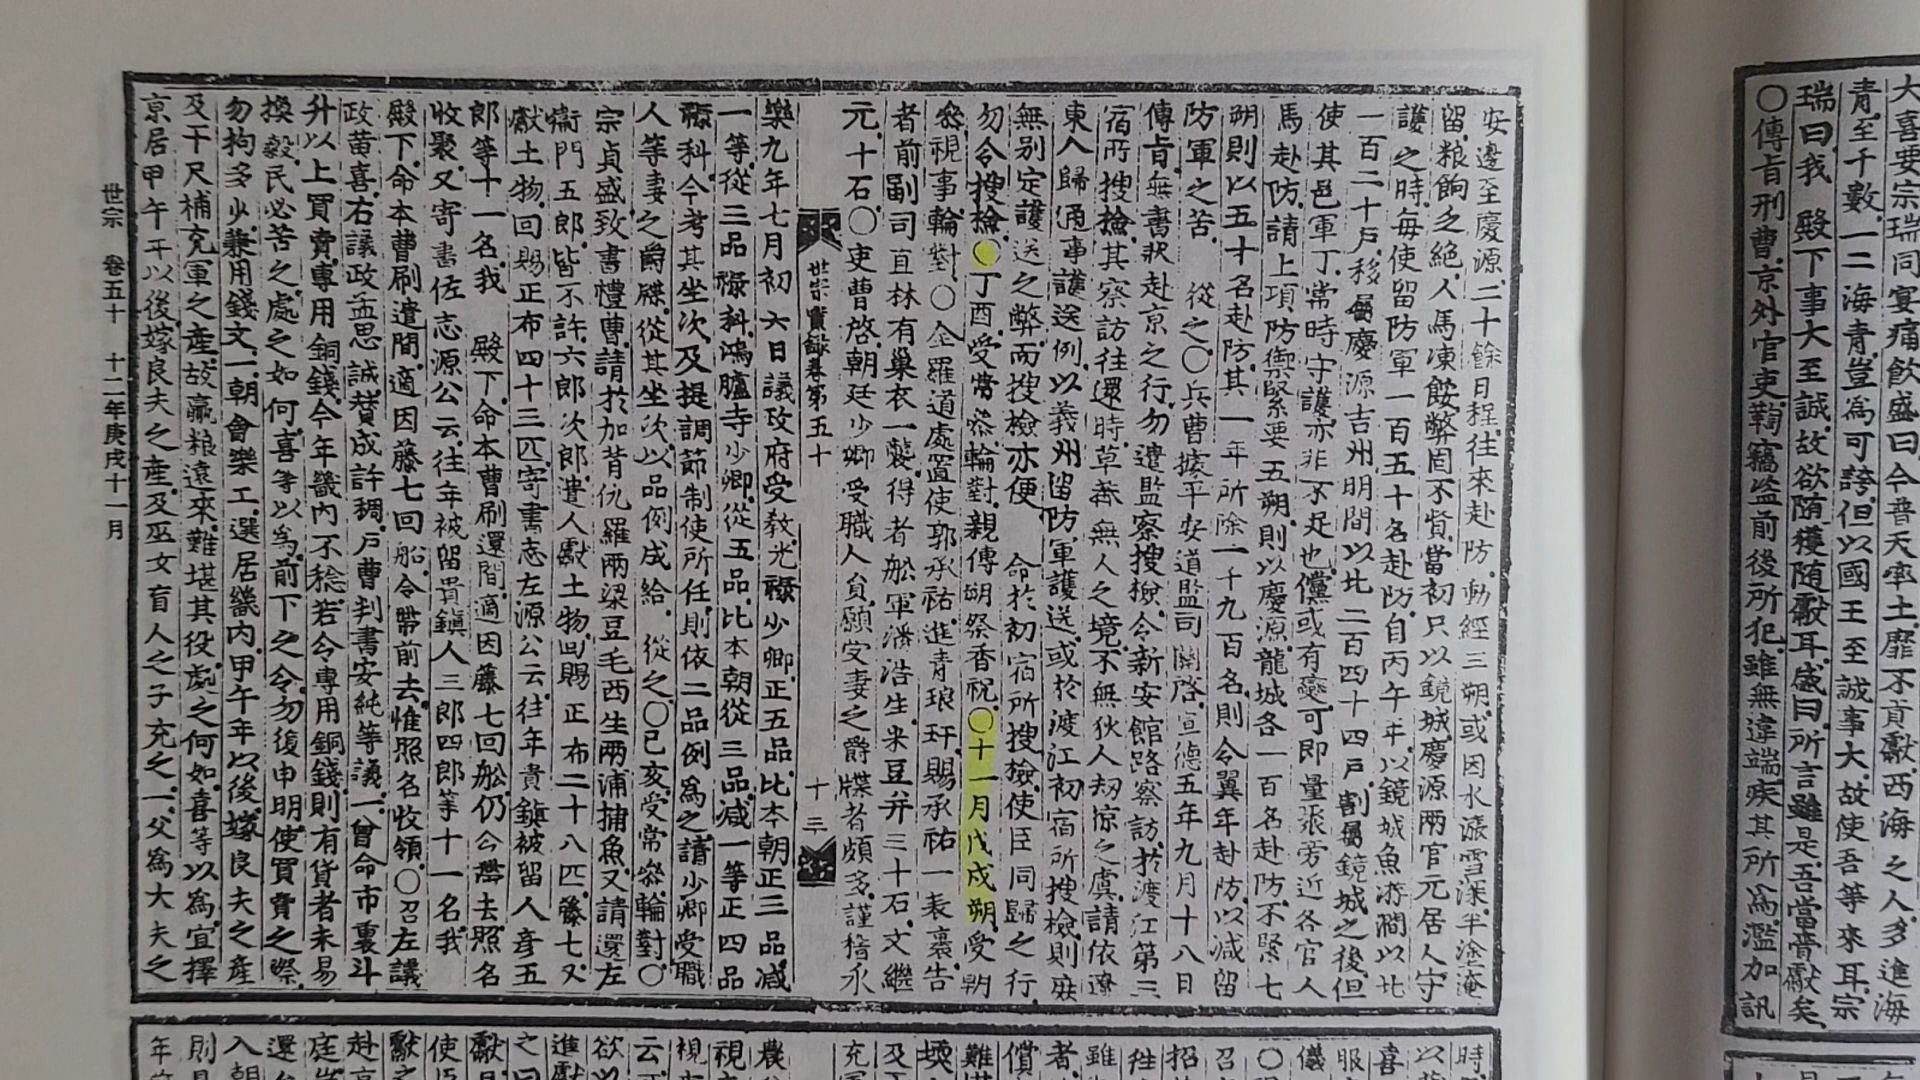 大喜要宗瑞同宴痛飮盛曰今普天率土靡不貢獻西海之人多進海
青至千數一二海青豈爲可誇但以國王至誠事大故使吾等來耳宗
瑞曰我 殿下事大至誠故欲随獲随獻耳盛曰所言雖是吾當啓獻矣
○傳旨刑曹京外官吏鞫竊盜前後所犯雖無違端疾其所爲濫加訊
安邊至慶源二十餘日程往來赴防動經三朔或因水漲雪深半塗淹
留粮餉乏絶人馬凍餒弊固不貲當初只以鏡城慶源兩官元居人守
護之時每使留防軍一百五十名赴防自丙午年以鏡城魚游澗以北
一百二十戶移屬慶源吉州明間以北二百四十四戶割屬鏡城之後但
使其邑軍丁常時守護亦非不足也儻或有變可即量張旁近各官人
馬赴防請上項防禦緊要五朔則以慶源龍城各一百名赴防不緊七
朔則以五十名赴防其一年所除一千九百名則令翼年赴防以减留
防軍之苦 從之○兵曹據平安道監司關啓宣德五年九月十八日
傳旨無書狀赴京之行勿遣監察搜檢令新安館路察訪於渡江第三
宿所搜檢其察訪往還時草莽無人之境不無狄人刼掠之虞請依遼
東人歸通事護送例以義州留防軍護送或於渡江初宿所搜檢則庶
無別定護送之弊而搜檢亦便 命於初宿所搜檢使臣同歸之行
勿令搜檢○丁酉受常參輪對親傳朔祭香祝○十一月戊戌朔受朝
參視事輪對○全羅道處置使郭承祐進青琅玕賜承祐一表裏告
者前副司直林有巢衣一襲得者舩軍潘浩生米豆幷三十石文繼
元十石○吏曹啓朝廷少卿受職人員願受妻之爵牒者頗多謹稽永
世宗實錄卷第五十 十三
樂九年七月初六日議政府受敎光祿少卿正五品比本朝正三品减
一等從三品祿科鴻臚寺少卿從五品比本朝從三品减一等正四品
祿科今考其坐次及提調節制使所任則依二品例爲之請少卿受職
人等妻之爵牒從其坐次以品例成給 從之○己亥受常參輪對○
宗貞盛致書禮曹請於加背仇羅兩梁豆毛西生兩浦捕魚又請還左
衛門五郎皆不許六郎次郎遣人獻土物回賜正布二十八匹藤七又
獻土物回賜正布四十三匹寄書志左源公云往年貴鎭被留人彦五
郎等十一名我 殿下命本曹刷還間適因藤七回舩仍令帶去照名
收聚又寄書佐志源公云往年被留貴鎭人三郎四郎等十一名我
殿下命本曹刷遣間適因藤七回船令帶前去惟照名收領○召左議
政黄喜右議政孟思誠贊成許稠戶曹判書安純等議一曾命市裏斗
升以上買賣專用銅錢今年畿內不稔若令專用銅錢則有貸者未易
換穀民必苦之處之如何喜等以爲前下之令勿復申明使買賣之際
勿拘多少兼用錢文一朝會樂工選居畿內甲午年以後嫁良夫之產
及干尺補充軍之產故贏粮遠來難堪其役處之何如喜等以爲宜擇
京居甲午年以後嫁良夫之產及巫女盲人之子充之一父爲大夫之
世宗 卷五十 十二年庚戌十一月